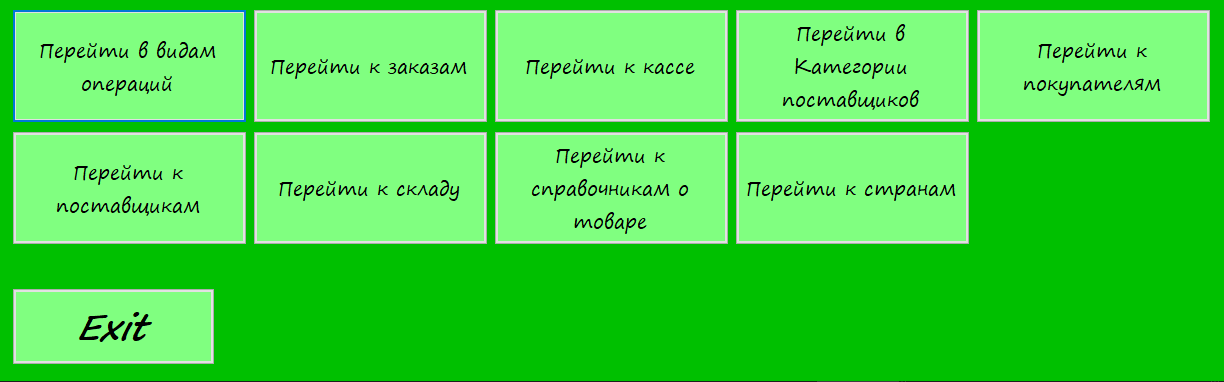 Перейти в видам
операций
Перейти к заказам
Перейти к кассе
Перейти в
Категории
поставщиков
Перейти к
покупателям
Перейти к
поставщикам
Перейти к складу
Перейти к
справочникам о
товаре
Перейти к странам
Exit